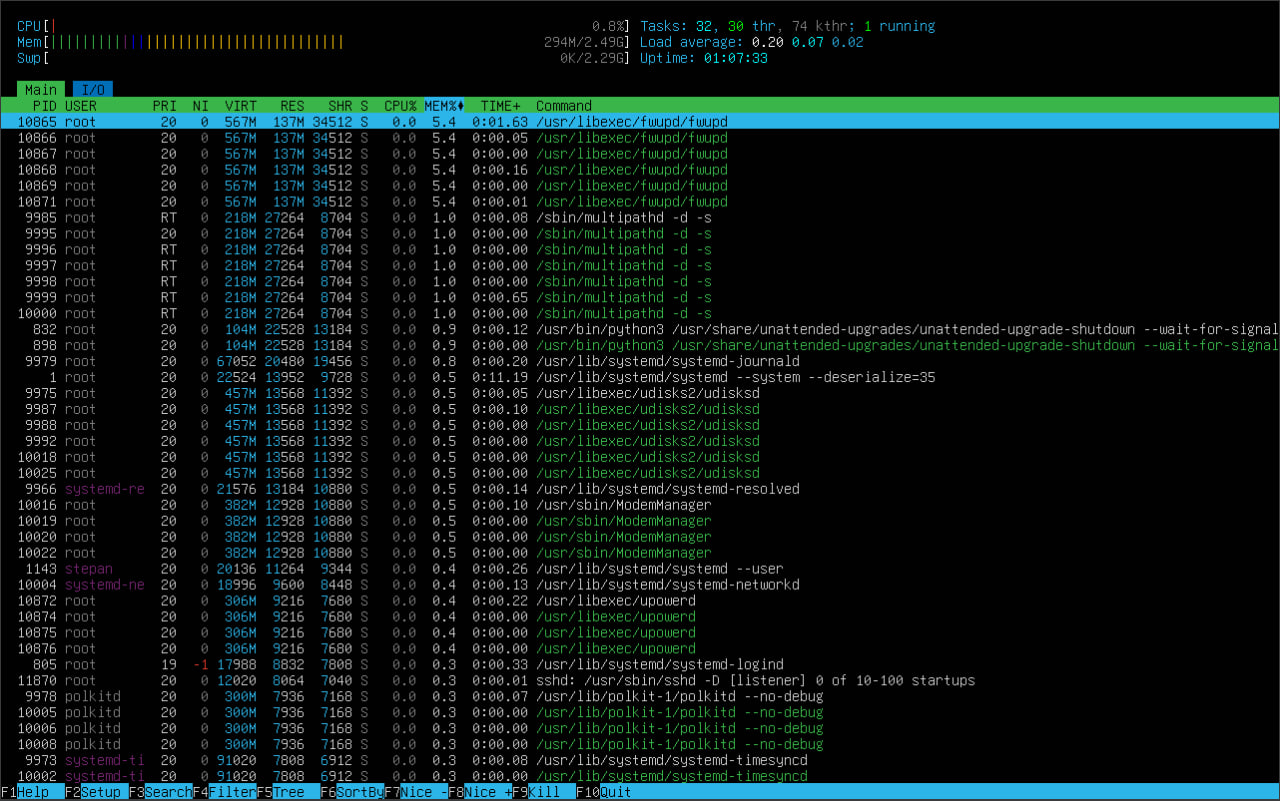 CPU[| 0.8%] Tasks: 32, 30 thr, 74 kthr; 1 running
Mem[||||||||||||||||||||||||||||||||||||| 294M/2.49G] Load average: 0.20 0.07 0.02
Swp[ 0K/2.29G] Uptime: 01:07:33
Main I/O
PID USER PRI NI VIRT RES SHR S CPU% MEM%♦ TIME+ Command
10865 root 20 0 567M 137M 34512 S 0.0 5.4 0:01.63 /usr/libexec/fwupd/fwupd
10866 root 20 0 567M 137M 34512 S 0.0 5.4 0:00.05 /usr/libexec/fwupd/fwupd
10867 root 20 0 567M 137M 34512 S 0.0 5.4 0:00.00 /usr/libexec/fwupd/fwupd
10868 root 20 0 567M 137M 34512 S 0.0 5.4 0:00.16 /usr/libexec/fwupd/fwupd
10869 root 20 0 567M 137M 34512 S 0.0 5.4 0:00.00 /usr/libexec/fwupd/fwupd
10871 root 20 0 567M 137M 34512 S 0.0 5.4 0:00.01 /usr/libexec/fwupd/fwupd
9985 root RT 0 218M 27264 8704 S 0.0 1.0 0:00.08 /sbin/multipathd -d -s
9995 root 20 0 218M 27264 8704 S 0.0 1.0 0:00.00 /sbin/multipathd -d -s
9996 root RT 0 218M 27264 8704 S 0.0 1.0 0:00.00 /sbin/multipathd -d -s
9997 root RT 0 218M 27264 8704 S 0.0 1.0 0:00.00 /sbin/multipathd -d -s
9998 root RT 0 218M 27264 8704 S 0.0 1.0 0:00.00 /sbin/multipathd -d -s
9999 root RT 0 218M 27264 8704 S 0.0 1.0 0:00.65 /sbin/multipathd -d -s
10000 root RT 0 218M 27264 8704 S 0.0 1.0 0:00.00 /sbin/multipathd -d -s
832 root 20 0 104M 22528 13184 S 0.0 0.9 0:00.12 /usr/bin/python3 /usr/share/unattended-upgrades/unattended-upgrade-shutdown --wait-for-signal
898 root 20 0 104M 22528 13184 S 0.0 0.9 0:00.00 /usr/bin/python3 /usr/share/unattended-upgrades/unattended-upgrade-shutdown --wait-for-signal
9979 root 20 0 67052 20480 19456 S 0.0 0.8 0:00.20 /usr/lib/systemd/systemd-journald
1 root 20 0 22524 13952 9728 S 0.0 0.5 0:11.19 /usr/lib/systemd/systemd --system --deserialize=35
9975 root 20 0 457M 13568 11392 S 0.0 0.5 0:00.05 /usr/libexec/udisks2/udisksd
9987 root 20 0 457M 13568 11392 S 0.0 0.5 0:00.10 /usr/libexec/udisks2/udisksd
9988 root 20 0 457M 13568 11392 S 0.0 0.5 0:00.00 /usr/libexec/udisks2/udisksd
9992 root 20 0 457M 13568 11392 S 0.0 0.5 0:00.00 /usr/libexec/udisks2/udisksd
10018 root 20 0 457M 13568 11392 S 0.0 0.5 0:00.00 /usr/libexec/udisks2/udisksd
10025 root 20 0 457M 13568 11392 S 0.0 0.5 0:00.00 /usr/libexec/udisks2/udisksd
9966 systemd-re 20 0 21576 13184 10880 S 0.0 0.5 0:00.14 /usr/lib/systemd/systemd-resolved
10016 root 20 0 382M 12928 10880 S 0.0 0.5 0:00.10 /usr/sbin/ModemManager
10019 root 20 0 382M 12928 10880 S 0.0 0.5 0:00.00 /usr/sbin/ModemManager
10020 root 20 0 382M 12928 10880 S 0.0 0.5 0:00.00 /usr/sbin/ModemManager
10022 root 20 0 382M 12928 10880 S 0.0 0.5 0:00.00 /usr/sbin/ModemManager
1143 stepan 20 0 20136 11264 9344 S 0.0 0.4 0:00.26 /usr/lib/systemd/systemd --user
10004 systemd-ne 20 0 18996 9600 8448 S 0.0 0.4 0:00.13 /usr/lib/systemd/systemd-networkd
10872 root 20 0 306M 9216 7680 S 0.0 0.4 0:00.22 /usr/libexec/upowerd
10874 root 20 0 306M 9216 7680 S 0.0 0.4 0:00.00 /usr/libexec/upowerd
10875 root 20 0 306M 9216 7680 S 0.0 0.4 0:00.00 /usr/libexec/upowerd
10876 root 20 0 306M 9216 7680 S 0.0 0.4 0:00.00 /usr/libexec/upowerd
805 root 19 -1 17988 8832 7808 S 0.0 0.3 0:00.33 /usr/lib/systemd/systemd-logind
11870 root 20 0 12020 8064 7040 S 0.0 0.3 0:00.01 sshd: /usr/sbin/sshd -D [listener] 0 of 10-100 startups
9978 polkitd 20 0 300M 7936 7168 S 0.0 0.3 0:00.07 /usr/lib/polkit-1/polkitd --no-debug
10005 polkitd 20 0 300M 7936 7168 S 0.0 0.3 0:00.00 /usr/lib/polkit-1/polkitd --no-debug
10006 polkitd 20 0 300M 7936 7168 S 0.0 0.3 0:00.00 /usr/lib/polkit-1/polkitd --no-debug
10008 polkitd 20 0 300M 7936 7168 S 0.0 0.3 0:00.00 /usr/lib/polkit-1/polkitd --no-debug
9973 systemd-ti 20 0 91020 7808 6912 S 0.0 0.3 0:00.08 /usr/lib/systemd/systemd-timesyncd
10002 systemd-ti 20 0 91020 7808 6912 S 0.0 0.3 0:00.00 /usr/lib/systemd/systemd-timesyncd
F1Help F2Setup F3SearchF4FilterF5Tree F6SortByF7Nice -F8Nice +F9Kill F10Quit